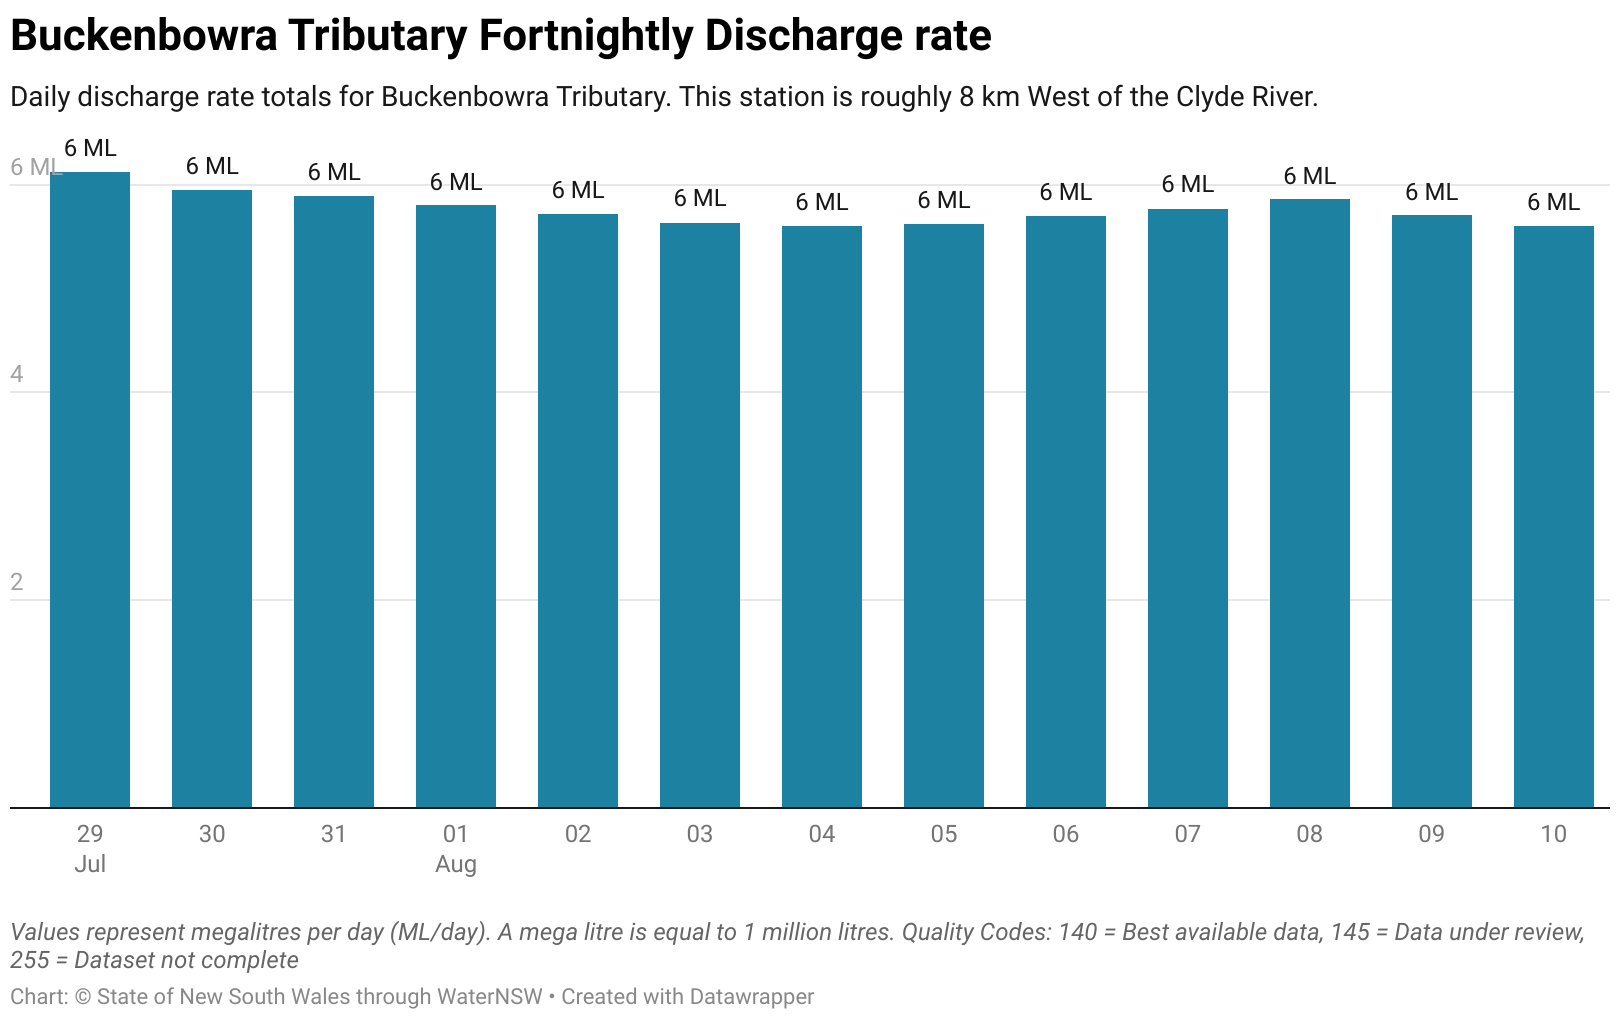 Buckenbowra Tributary Fortnightly Discharge rate
Daily discharge rate totals for Buckenbowra Tributary. This station is roughly 8 km West of the Clyde River.
6 ML
6 ML 6 ML 6 ML 6 ML 6 ML 6 ML 6 ML 6 ML 6 ML 6 ML 6 ML 6 ML 6 ML
4
2
29 30 31 01 02 03 04 05 06 07 08 09 10
Jul Aug
Values represent megalitres per day (ML/day). A mega litre is equal to 1 million litres. Quality Codes: 140 = Best available data, 145 = Data under review,
255 = Dataset not complete
Chart: © State of New South Wales through WaterNSW • Created with Datawrapper